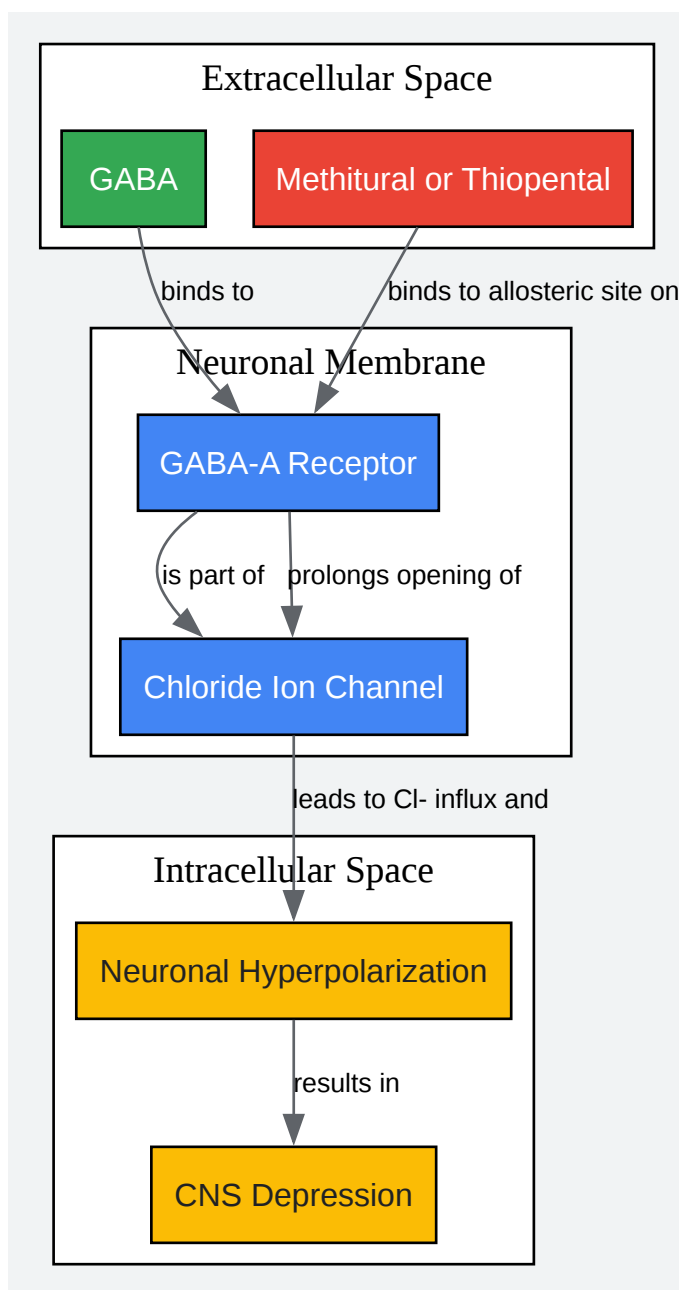 Extracellular Space
GABA
Methitural or Thiopental
binds to
binds to allosteric site on
Neuronal Membrane
GABA-A Receptor
is part of
prolongs opening of
Chloride Ion Channel
leads to Cl- influx and
Intracellular Space
Neuronal Hyperpolarization
results in
CNS Depression